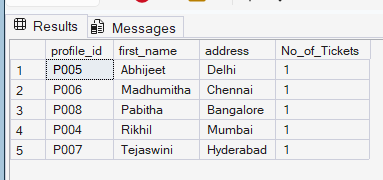 Results Messages
profile_id first_name address No_of_Tickets
1 P005 Abhijeet Delhi 1
2 P006 Madhumitha Chennai 1
3 P008 Pabitha Bangalore 1
4 P004 Rikhil Mumbai 1
5 P007 Tejaswini Hyderabad 1